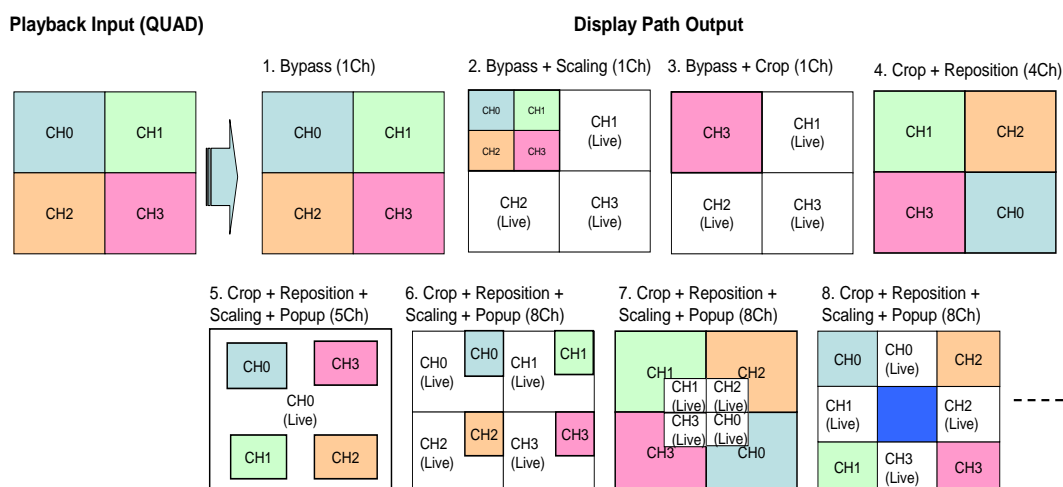 Playback Input (QUAD)
Display Path Output
1. Bypass (1Ch)
2. Bypass + Scaling (1Ch)
3. Bypass + Crop (1Ch)
4. Crop + Reposition (4Ch)
CH0
CH1
CH2
CH3
CH0
CH1
CH2
CH3
CH0
CH1
CH2
CH3
CH1
(Live)
CH2
(Live)
CH3
(Live)
CH3
CH1
(Live)
CH2
(Live)
CH3
(Live)
CH1
CH2
CH3
CH0
5. Crop + Reposition +
Scaling + Popup (5Ch)
6. Crop + Reposition +
Scaling + Popup (8Ch)
7. Crop + Reposition +
Scaling + Popup (8Ch)
8. Crop + Reposition +
Scaling + Popup (8Ch)
CH0
CH3
CH0
(Live)
CH1
CH2
CH0
(Live)
CH0
CH1
(Live)
CH1
CH2
(Live)
CH2
CH3
(Live)
CH3
CH1
CH2
CH1
(Live)
CH2
(Live)
CH3
(Live)
CH0
(Live)
CH3
CH0
CH0
CH0
(Live)
CH2
CH1
(Live)
CH2
(Live)
CH1
CH3
(Live)
CH3